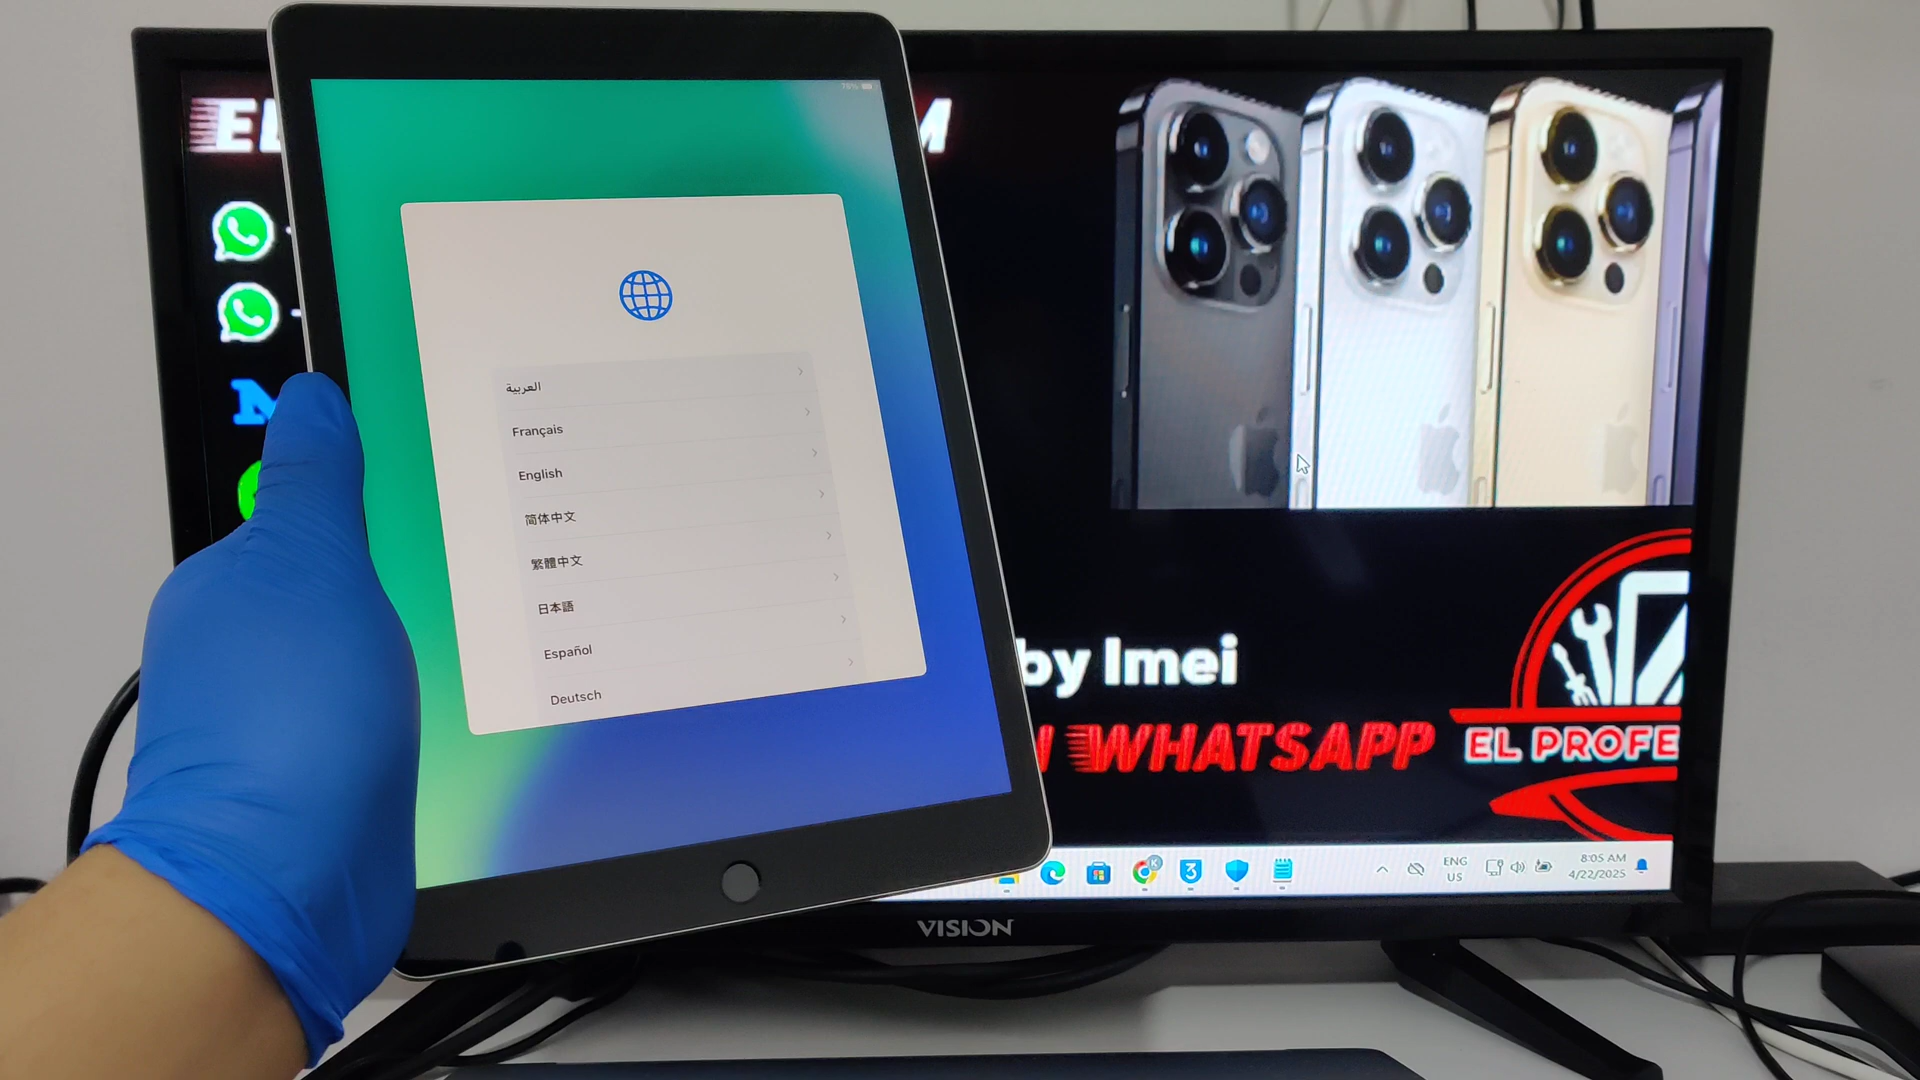 78%
العربية
Français
English
简体中文
繁體中文
日本語
Español
Deutsch
by Imei
WHATSAPP
EL PROFE
ENG
US
8:05 AM
4/22/2025
VISION